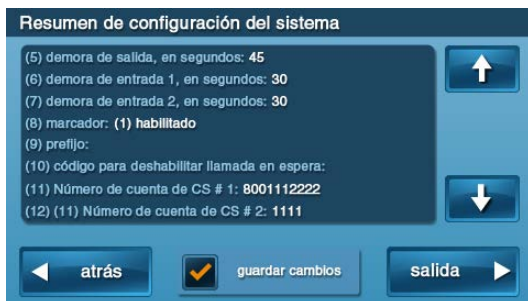 Resumen de configuración del sistema
(5) demora de salida, en segundos: 45
(6) demora de entrada 1, en segundos: 30
(7) demora de entrada 2, en segundos: 30
(8) marcador: (1) habilitado
(9) prefijo:
(10) código para deshabilitar llamada en espera:
(11) Número de cuenta de CS # 1: 8001112222
(12) (11) Número de cuenta de CS # 2: 1111
atrás
guardar cambios
salida